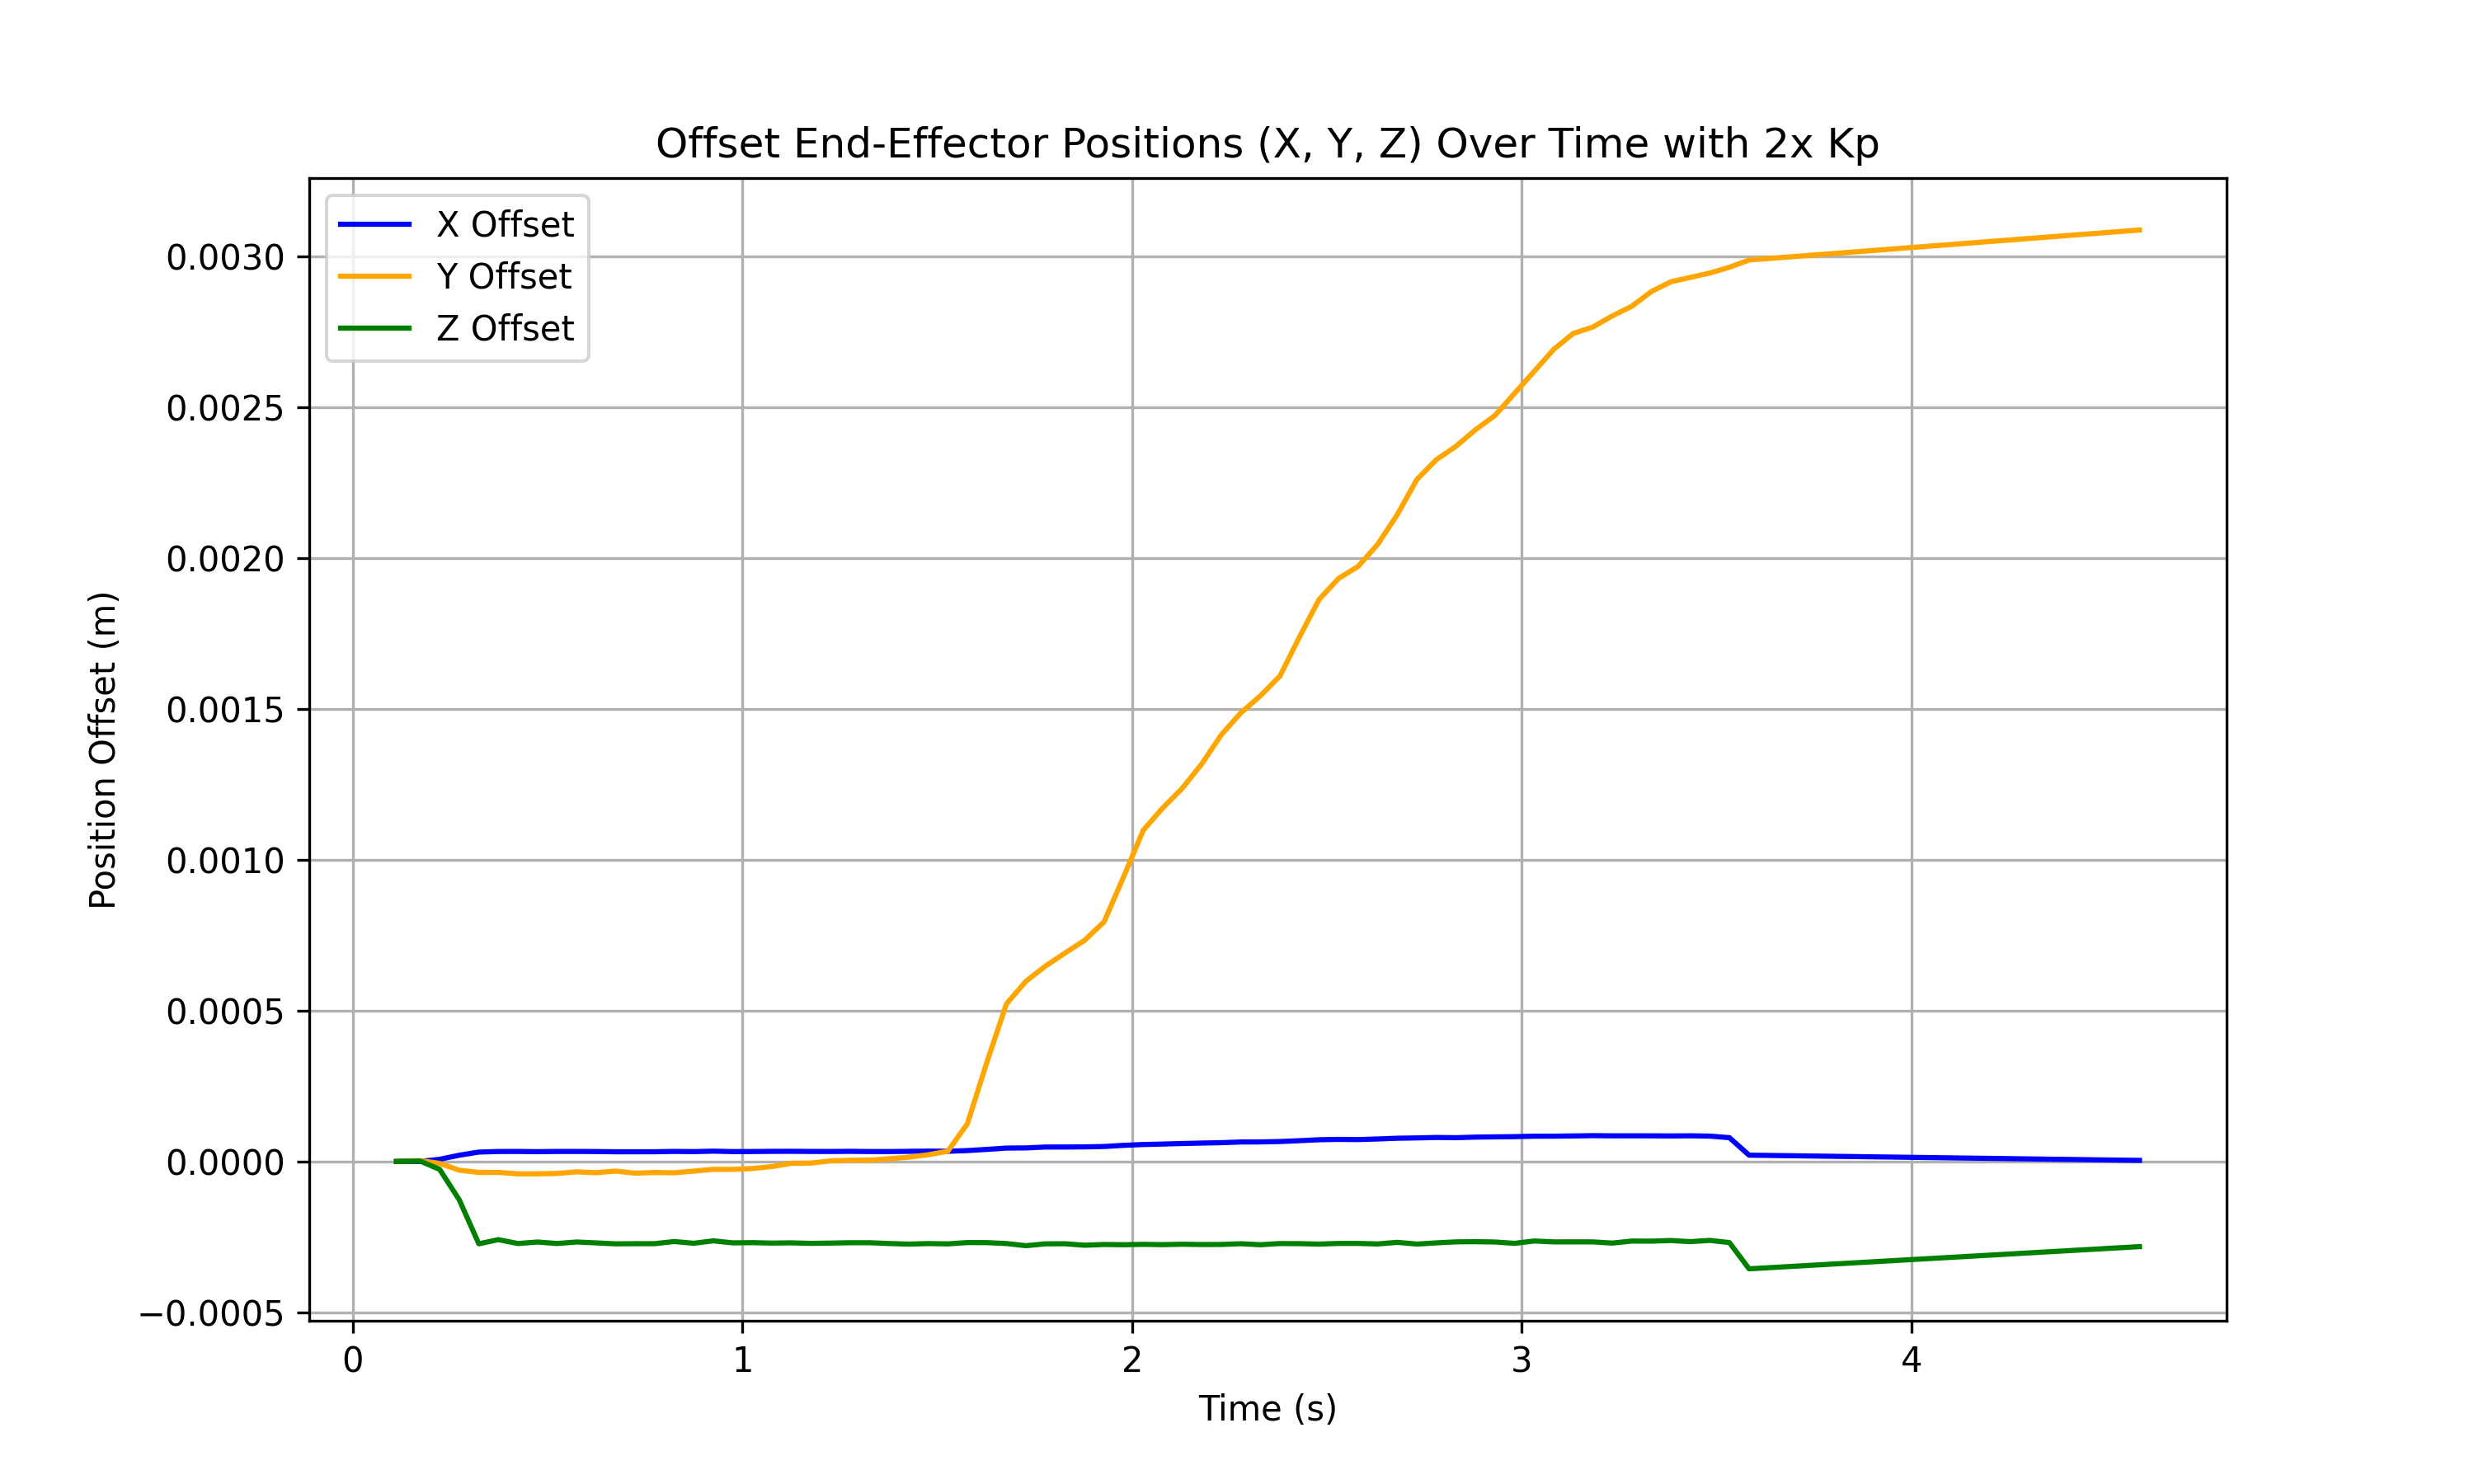 Offset End-Effector Positions (X, Y, Z) Over Time with 2x Kp
X Offset
Y Offset
Z Offset
0.0030
0.0025
0.0020
0.0015
0.0010
0.0005
0.0000
−0.0005
Position Offset (m)
0 1 2 3 4
Time (s)